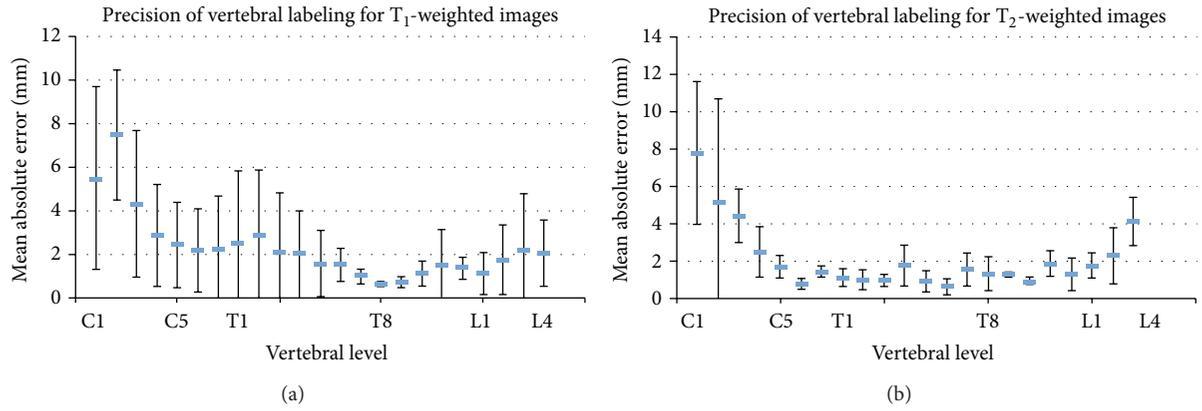 Precision of vertebral labeling for T₁-weighted images
Mean absolute error (mm)
12
10
8
6
4
2
0
C1 C5 T1 T8 L1 L4
Vertebral level
(a)
Precision of vertebral labeling for T₂-weighted images
Mean absolute error (mm)
14
12
10
8
6
4
2
0
C1 C5 T1 T8 L1 L4
Vertebral level
(b)